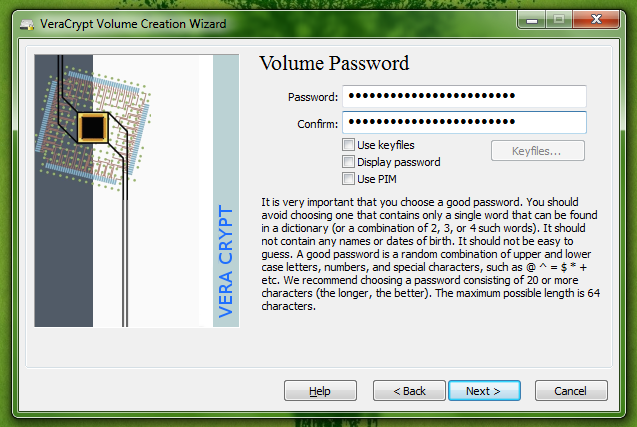 VeraCrypt Volume Creation Wizard
Volume Password
Password: ••••••••••••••••••••••••
Confirm: ••••••••••••••••••••••••
Use keyfiles
Keyfiles...
Display password
Use PIM
It is very important that you choose a good password. You should
avoid choosing one that contains only a single word that can be found
in a dictionary (or a combination of 2, 3, or 4 such words). It should
not contain any names or dates of birth. It should not be easy to
guess. A good password is a random combination of upper and lower
case letters, numbers, and special characters, such as @ ^ = $ * +
etc. We recommend choosing a password consisting of 20 or more
characters (the longer, the better). The maximum possible length is 64
characters.
VERA CRYPT
Help
< Back
Next >
Cancel